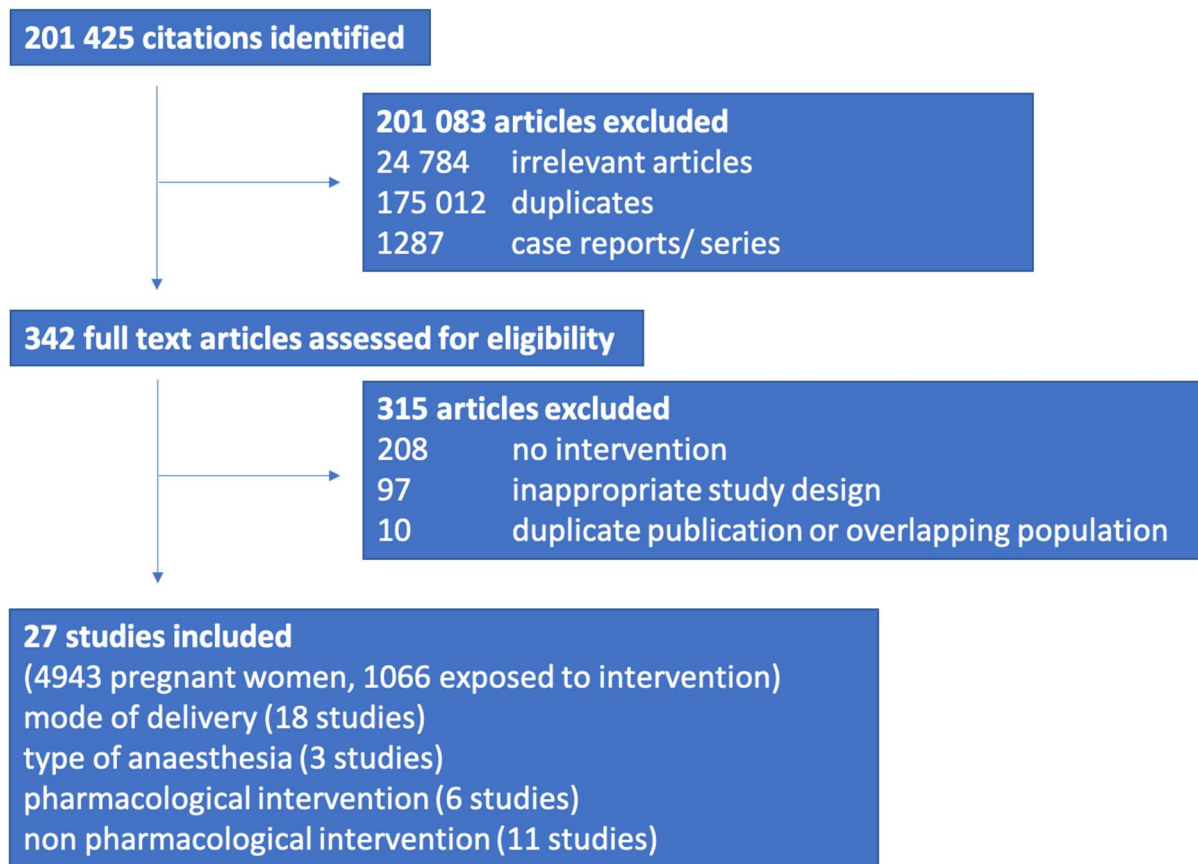 201 425 citations identified
201 083 articles excluded
24 784 irrelevant articles
175 012 duplicates
1287 case reports/ series
342 full text articles assessed for eligibility
315 articles excluded
208 no intervention
97 inappropriate study design
10 duplicate publication or overlapping population
27 studies included
(4943 pregnant women, 1066 exposed to intervention)
mode of delivery (18 studies)
type of anaesthesia (3 studies)
pharmacological intervention (6 studies)
non pharmacological intervention (11 studies)